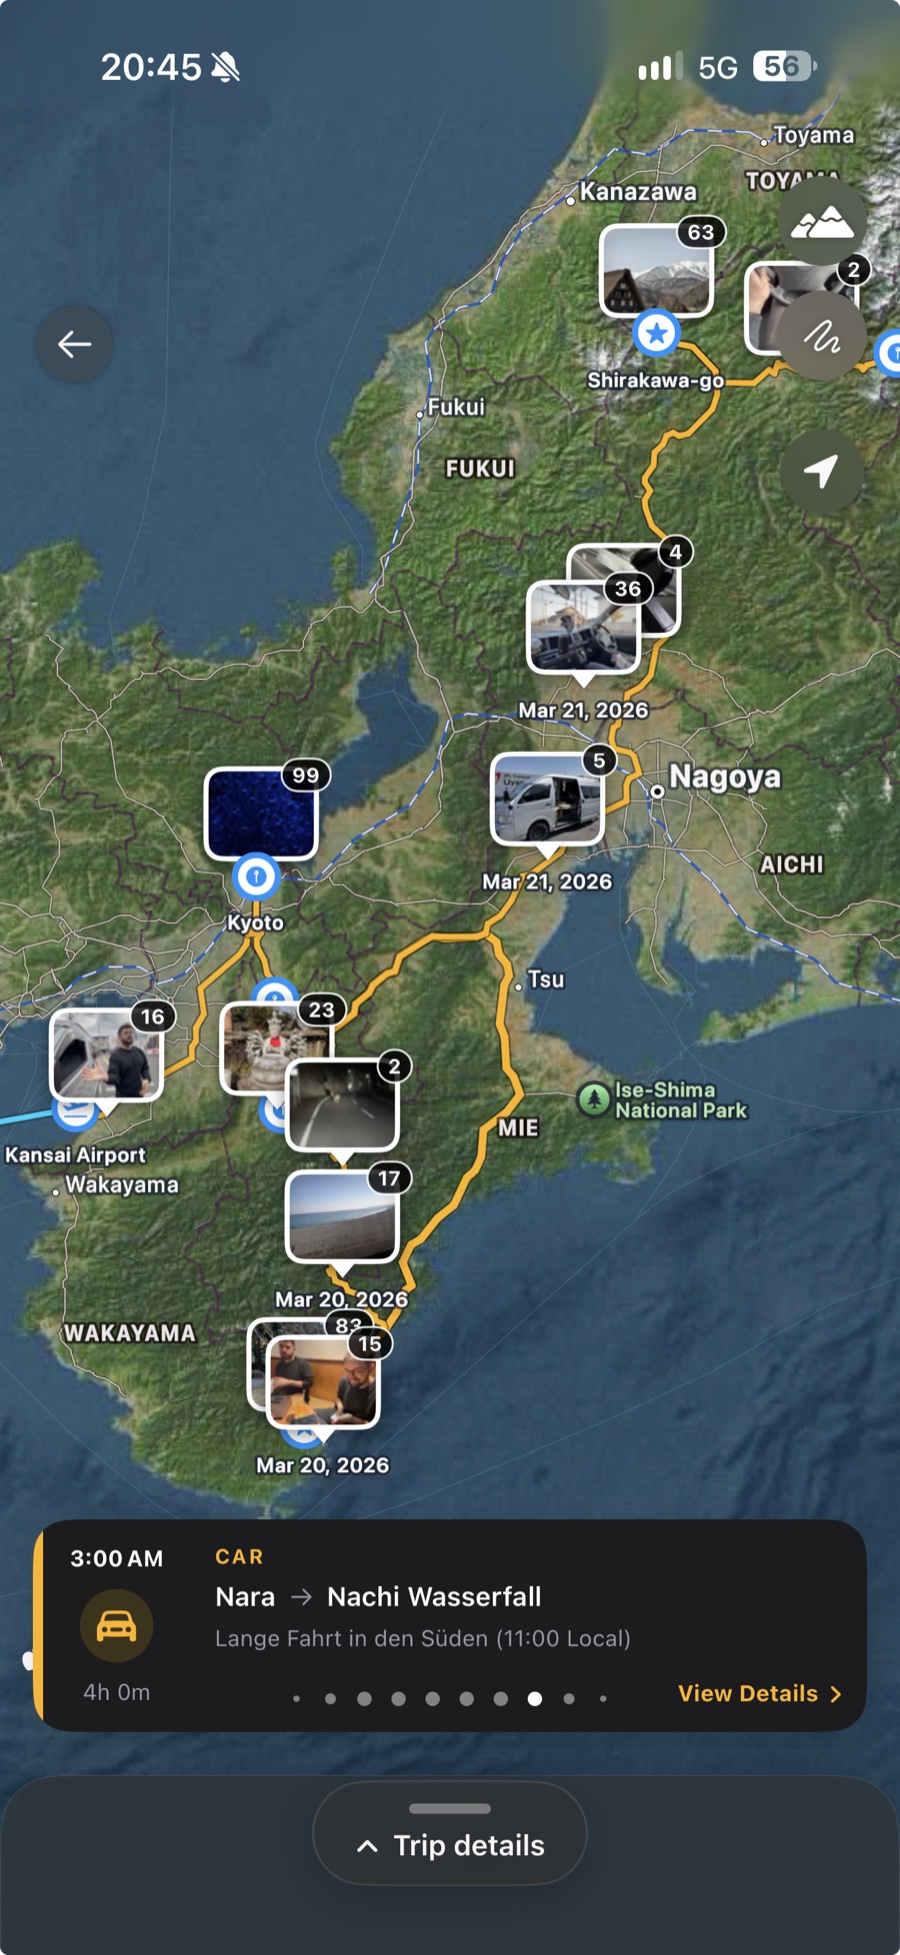 20:45
5G
56
Toyama
TOYAMA
Kanazawa
63
2
Shirakawa-go
Fukui
FUKUI
4
36
Mar 21, 2026
5
Nagoya
99
Mar 21, 2026
AICHI
Kyoto
Tsu
16
23
2
Ise-Shima
National Park
MIE
Kansai Airport
17
Wakayama
Mar 20, 2026
83
WAKAYAMA
15
Mar 20, 2026
3:00 AM
CAR
Nara → Nachi Wasserfall
Lange Fahrt in den Süden (11:00 Local)
4h 0m
View Details >
Trip details